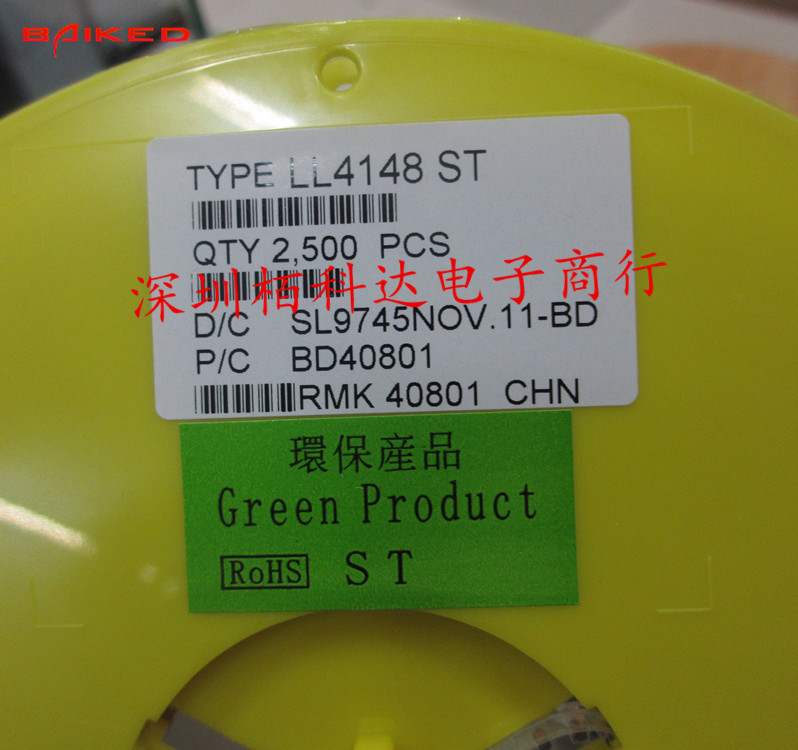 BAIKED
TYPE LL4148 ST
QTY 2,500 PCS
深圳栢科达电子商行
D/C SL9745NOV.11-BD
P/C BD40801
RMK 40801 CHN
環保産品
Green Product
RoHS ST